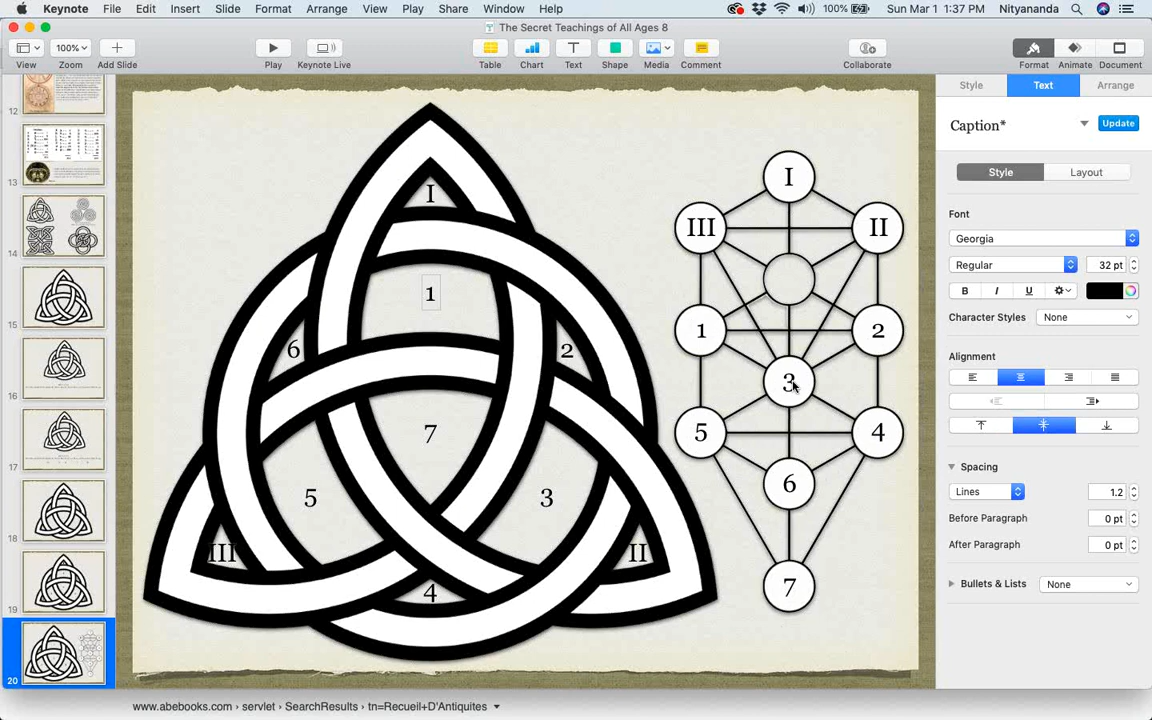 Keynote File Edit Insert Slide Format Arrange View Play Share Window Help 100% Sun Mar 1 1:37 PM Nityananda
The Secret Teachings of All Ages 8
100%
View Zoom Add Slide Play Keynote Live Table Chart Text Shape Media Comment Collaborate Format Animate Document
Style Text Arrange
Caption* Update
Style Layout
Font
Georgia
Regular 32 pt
B I U
Character Styles None
Alignment
Spacing
Lines 1.2
Before Paragraph 0 pt
After Paragraph 0 pt
Bullets & Lists None
12
13
14
15
16
17
18
19
20
I
1
6 2
7
5 3
III II
4
I
III II
1 2
3
5 4
6
7
www.abebooks.com › servlet › SearchResults › tn=Recueil+D'Antiquites